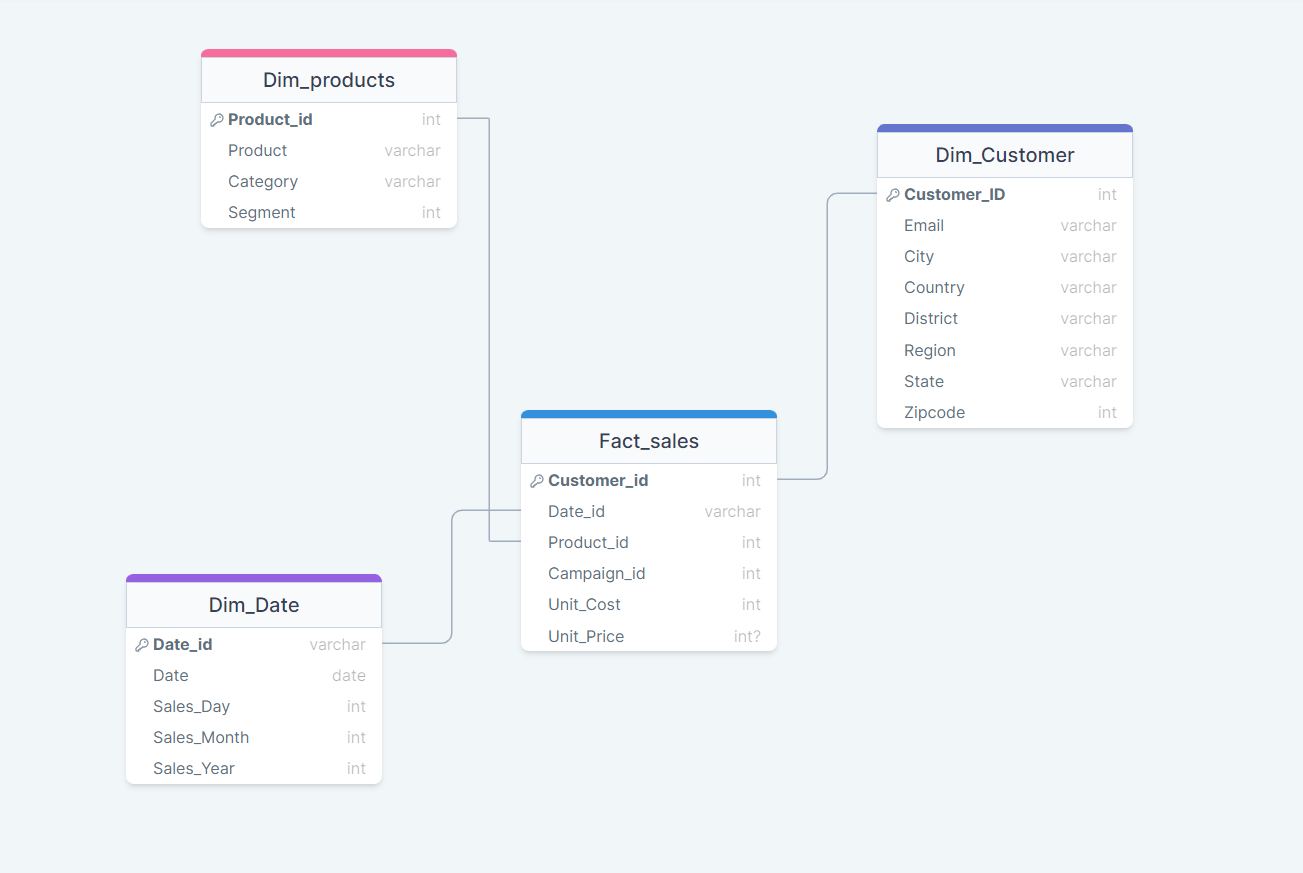 Dim_products
Product_id int
Product varchar
Category varchar
Segment int
Dim_Customer
Customer_ID int
Email varchar
City varchar
Country varchar
District varchar
Region varchar
State varchar
Zipcode int
Fact_sales
Customer_id int
Date_id varchar
Product_id int
Campaign_id int
Unit_Cost int
Unit_Price int?
Dim_Date
Date_id varchar
Date date
Sales_Day int
Sales_Month int
Sales_Year int